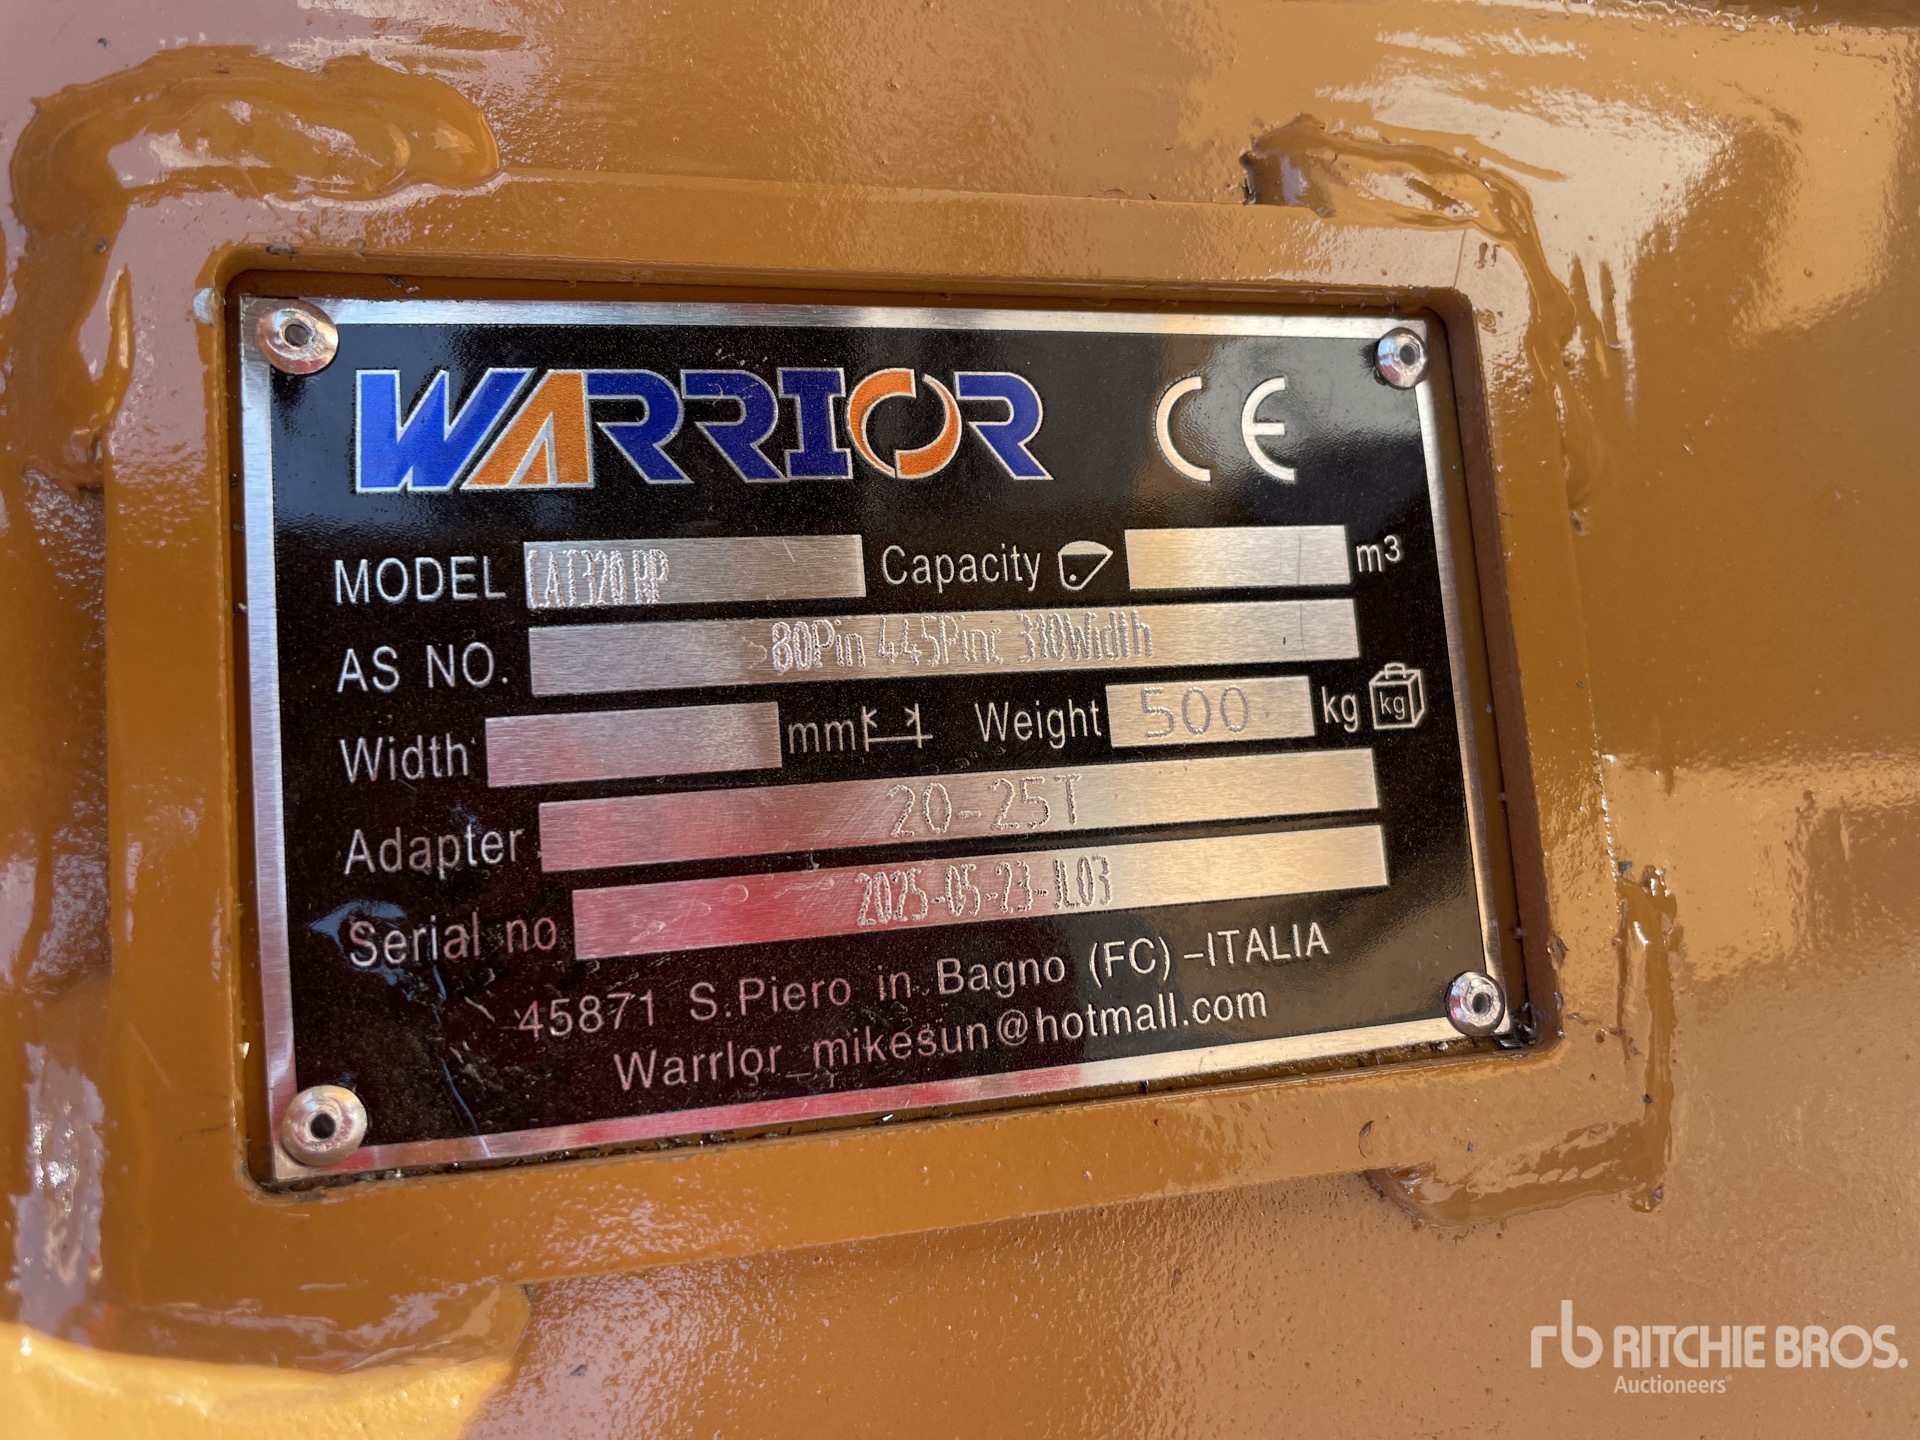 WARRIOR CE
MODEL CAT320 RP Capacity m3
AS NO. 80Pin 445Pinc 310Width
Width mm Weight 500 kg kg
Adapter 20-25T
Serial no 2025-05-23-JL03
45871 S.Piero in Bagno (FC) -ITALIA
Warrlor_mikesun@hotmall.com
rb RITCHIE BROS.
Auctioneers